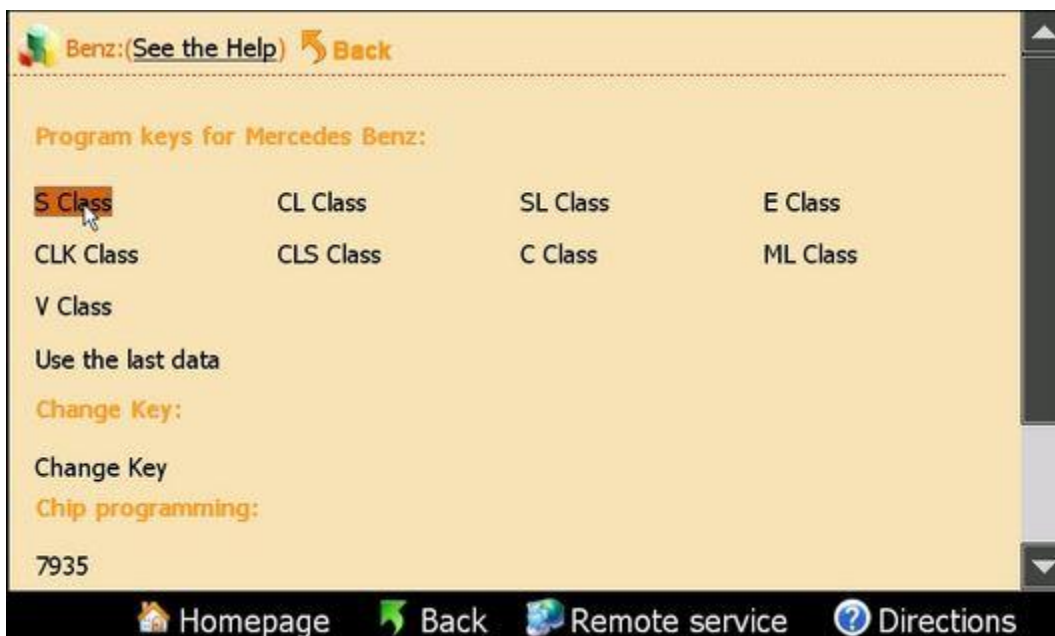 Benz:(See the Help) Back
Program keys for Mercedes Benz:
S Class CL Class SL Class E Class
CLK Class CLS Class C Class ML Class
V Class
Use the last data
Change Key:
Change Key
Chip programming:
7935
Homepage Back Remote service Directions